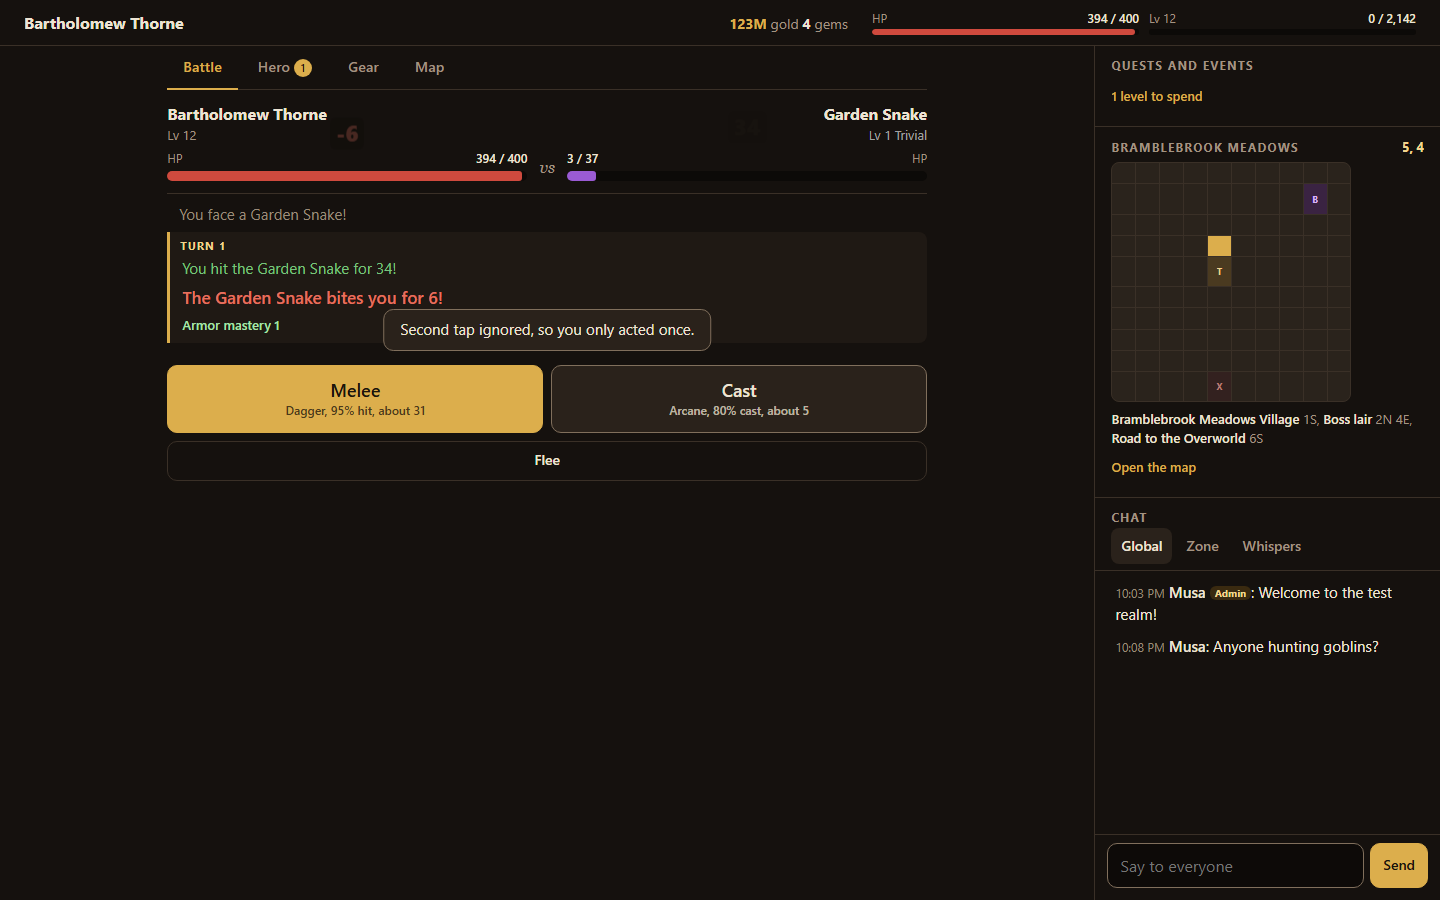 Bartholomew Thorne
123M gold 4 gems
HP 394 / 400
Lv 12 0 / 2,142
Battle
Hero 1
Gear
Map
Bartholomew Thorne
Lv 12
-6
34
Garden Snake
Lv 1 Trivial
HP 394 / 400
vs
3 / 37 HP
You face a Garden Snake!
TURN 1
You hit the Garden Snake for 34!
The Garden Snake bites you for 6!
Armor mastery 1
Second tap ignored, so you only acted once.
Melee
Dagger, 95% hit, about 31
Cast
Arcane, 80% cast, about 5
Flee
QUESTS AND EVENTS
1 level to spend
BRAMBLEBROOK MEADOWS 5, 4
B
T
X
Bramblebrook Meadows Village 1S, Boss lair 2N 4E,
Road to the Overworld 6S
Open the map
CHAT
Global
Zone
Whispers
10:03 PM Musa Admin: Welcome to the test
realm!
10:08 PM Musa: Anyone hunting goblins?
Say to everyone
Send